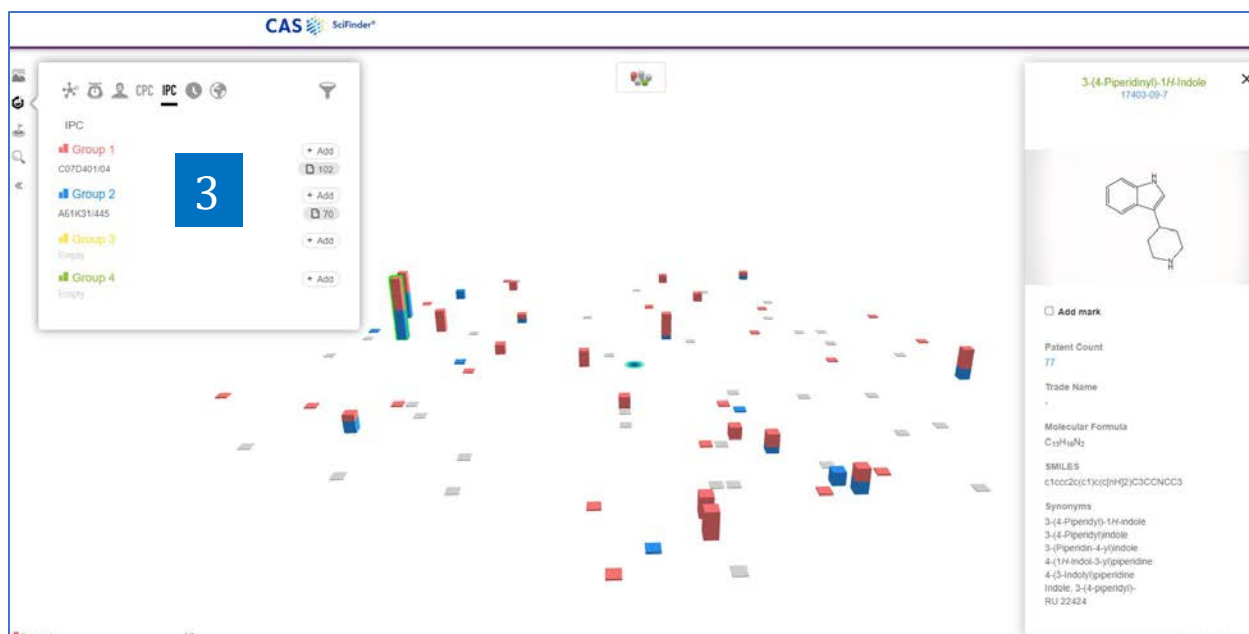 CAS SciFinder®
CPC IPC
IPC
Group 1
+ Add
C07D401/04
102
3
Group 2
+ Add
A61K31/445
70
Group 3
+ Add
Empty
Group 4
+ Add
Empty
3-(4-Piperidinyl)-1H-Indole
17403-09-7
H
N
N
H
Add mark
Patent Count
77
Trade Name
-
Molecular Formula
C₁₃H₁₆N₂
SMILES
c1ccc2c(c1)c(c[nH]2)C3CCNCC3
Synonyms
3-(4-Piperidyl)-1H-indole
3-(4-Piperidyl)indole
3-(Piperidin-4-yl)indole
4-(1H-Indol-3-yl)piperidine
4-(3-Indolyl)piperidine
Indole, 3-(4-piperidyl)-
RU 22424